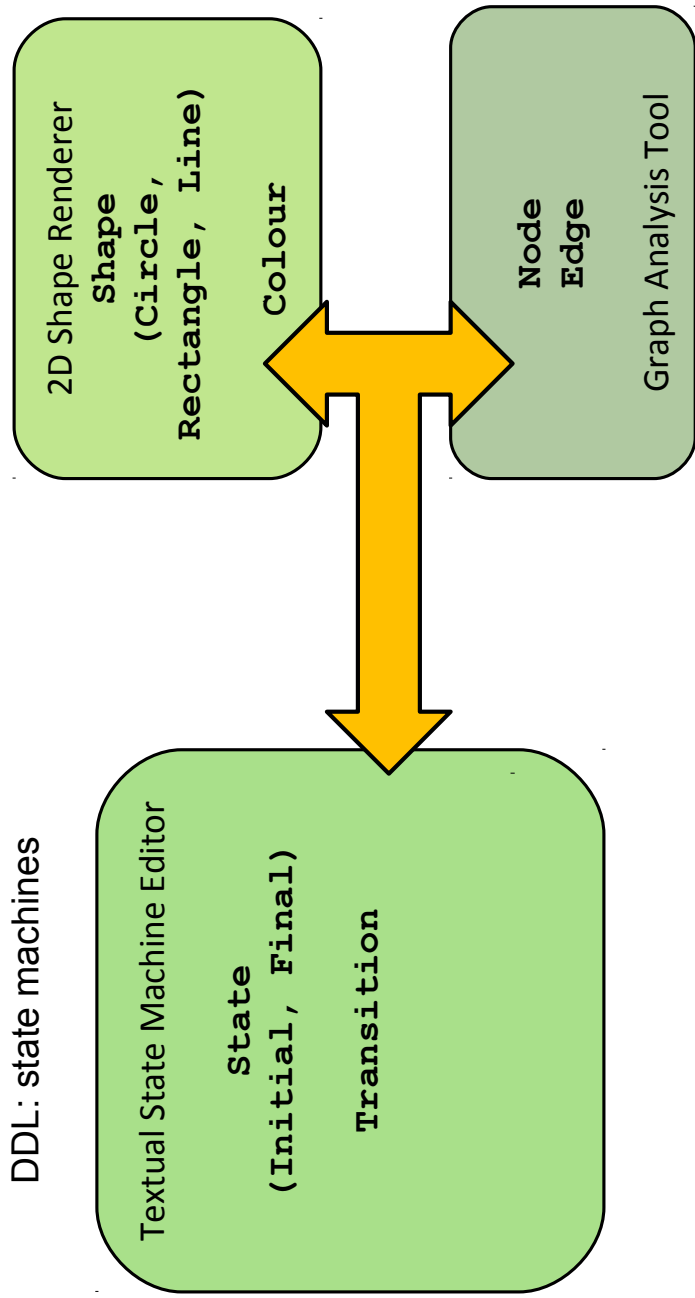 DDL: state machines
Textual State Machine Editor
State
(Initial, Final)
Transition
2D Shape Renderer
Shape
(Circle,
Rectangle, Line)
Colour
Node
Edge
Graph Analysis Tool